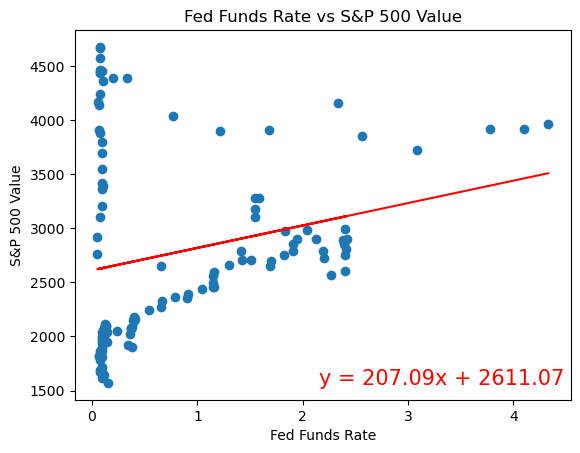 Fed Funds Rate vs S&P 500 Value
S&P 500 Value
4500
4000
3500
3000
2500
2000
1500
y = 207.09x + 2611.07
0 1 2 3 4
Fed Funds Rate